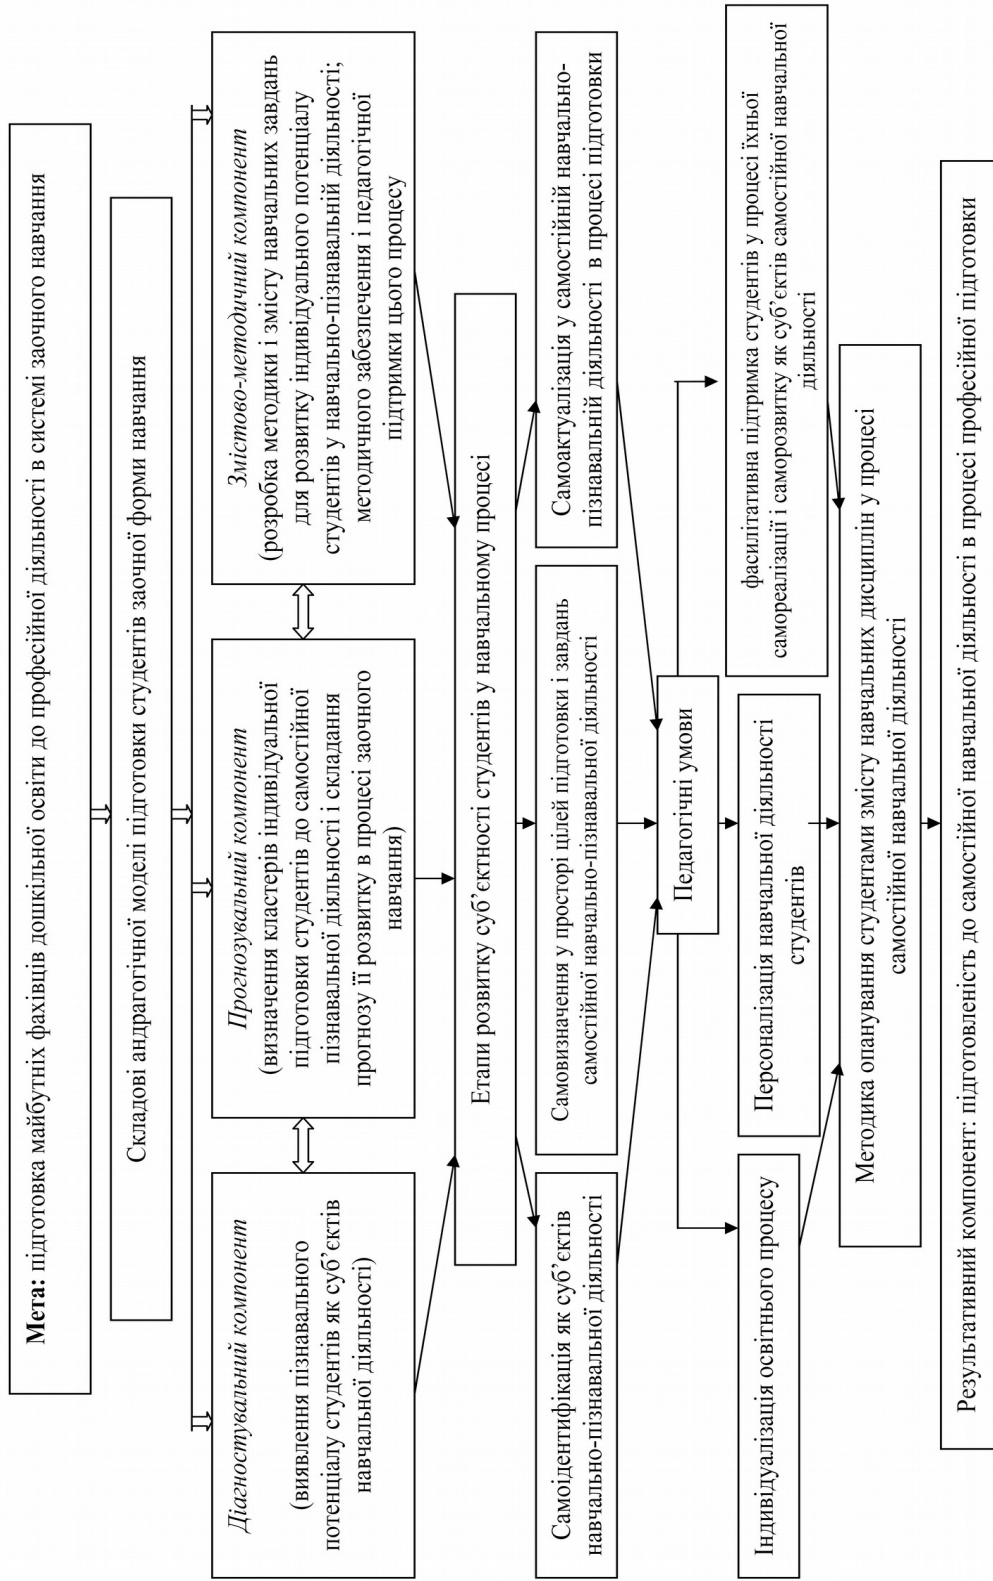 Мета: підготовка майбутніх фахівців дошкільної освіти до професійної діяльності в системі заочного навчання
Складові андрагогічної моделі підготовки студентів заочної форми навчання
Діагностувальний компонент
(виявлення пізнавального
потенціалу студентів як суб’єктів
навчальної діяльності)
Прогнозувальний компонент
(визначення кластерів індивідуальної
підготовки студентів до самостійної
пізнавальної діяльності і складання
прогнозу її розвитку в процесі заочного
навчання)
Змістово-методичний компонент
(розробка методики і змісту навчальних завдань
для розвитку індивідуального потенціалу
студентів у навчально-пізнавальній діяльності;
методичного забезпечення і педагогічної
підтримки цього процесу
Етапи розвитку суб’єктності студентів у навчальному процесі
Самоідентифікація як суб’єктів
навчально-пізнавальної діяльності
Самовизначення у просторі цілей підготовки і завдань
самостійної навчально-пізнавальної діяльності
Самоактуалізація у самостійній навчально-
пізнавальній діяльності в процесі підготовки
Педагогічні умови
Індивідуалізація освітнього процесу
Персоналізація навчальної діяльності
студентів
фасилітативна підтримка студентів у процесі їхньої
самореалізації і саморозвитку як суб’єктів самостійної навчальної
діяльності
Методика опанування студентами змісту навчальних дисциплін у процесі
самостійної навчальної діяльності
Результативний компонент: підготовленість до самостійної навчальної діяльності в процесі професійної підготовки